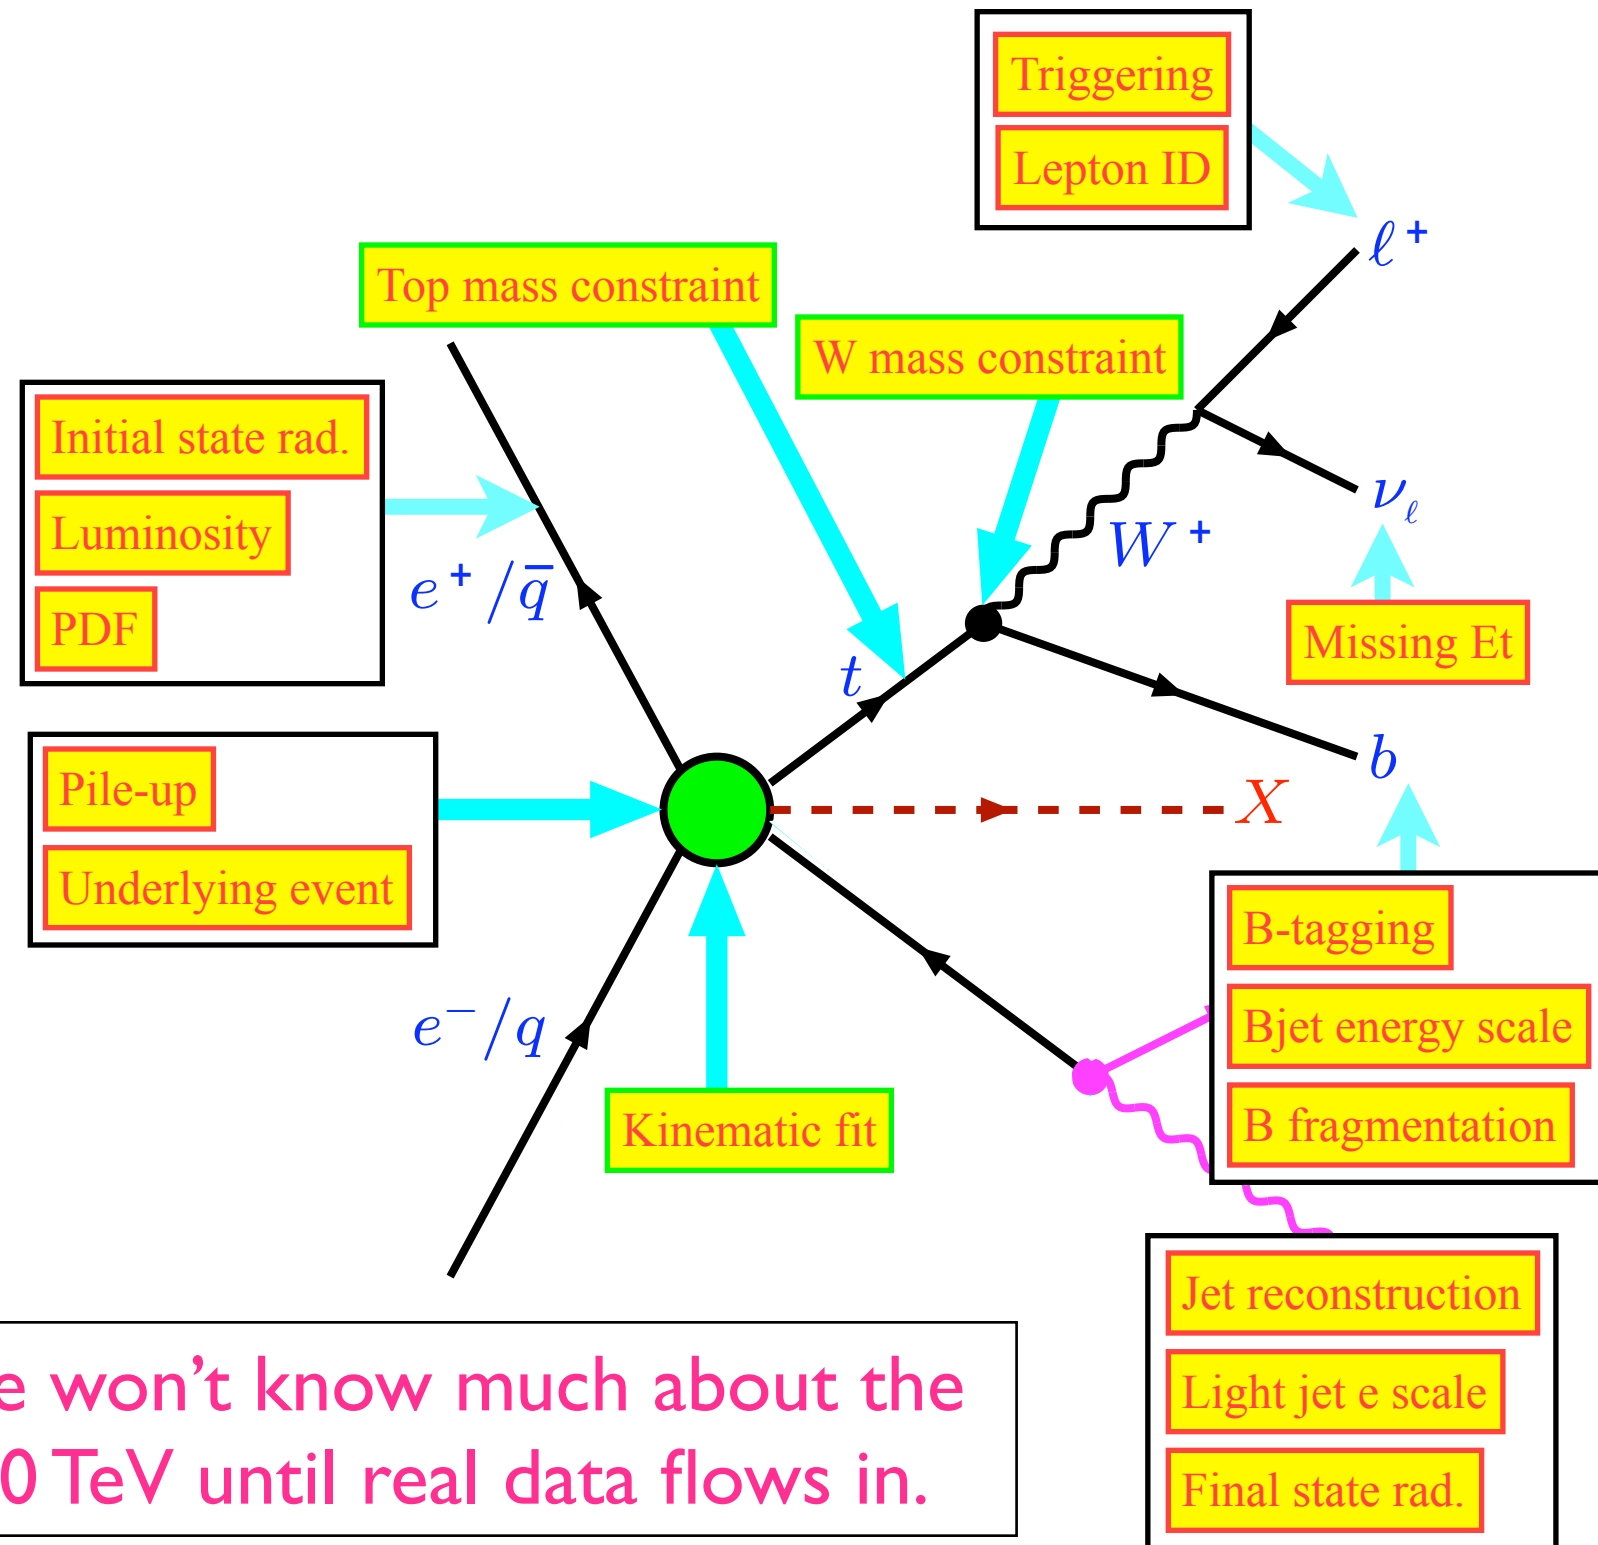 Triggering
Lepton ID
ℓ+
Top mass constraint
W mass constraint
Initial state rad.
Luminosity
PDF
e+/q̅
W+
νℓ
Missing Et
t
b
Pile-up
Underlying event
X
B-tagging
Bjet energy scale
B fragmentation
e−/q
Kinematic fit
Jet reconstruction
Light jet e scale
Final state rad.
won’t know much about the
0 TeV until real data flows in.